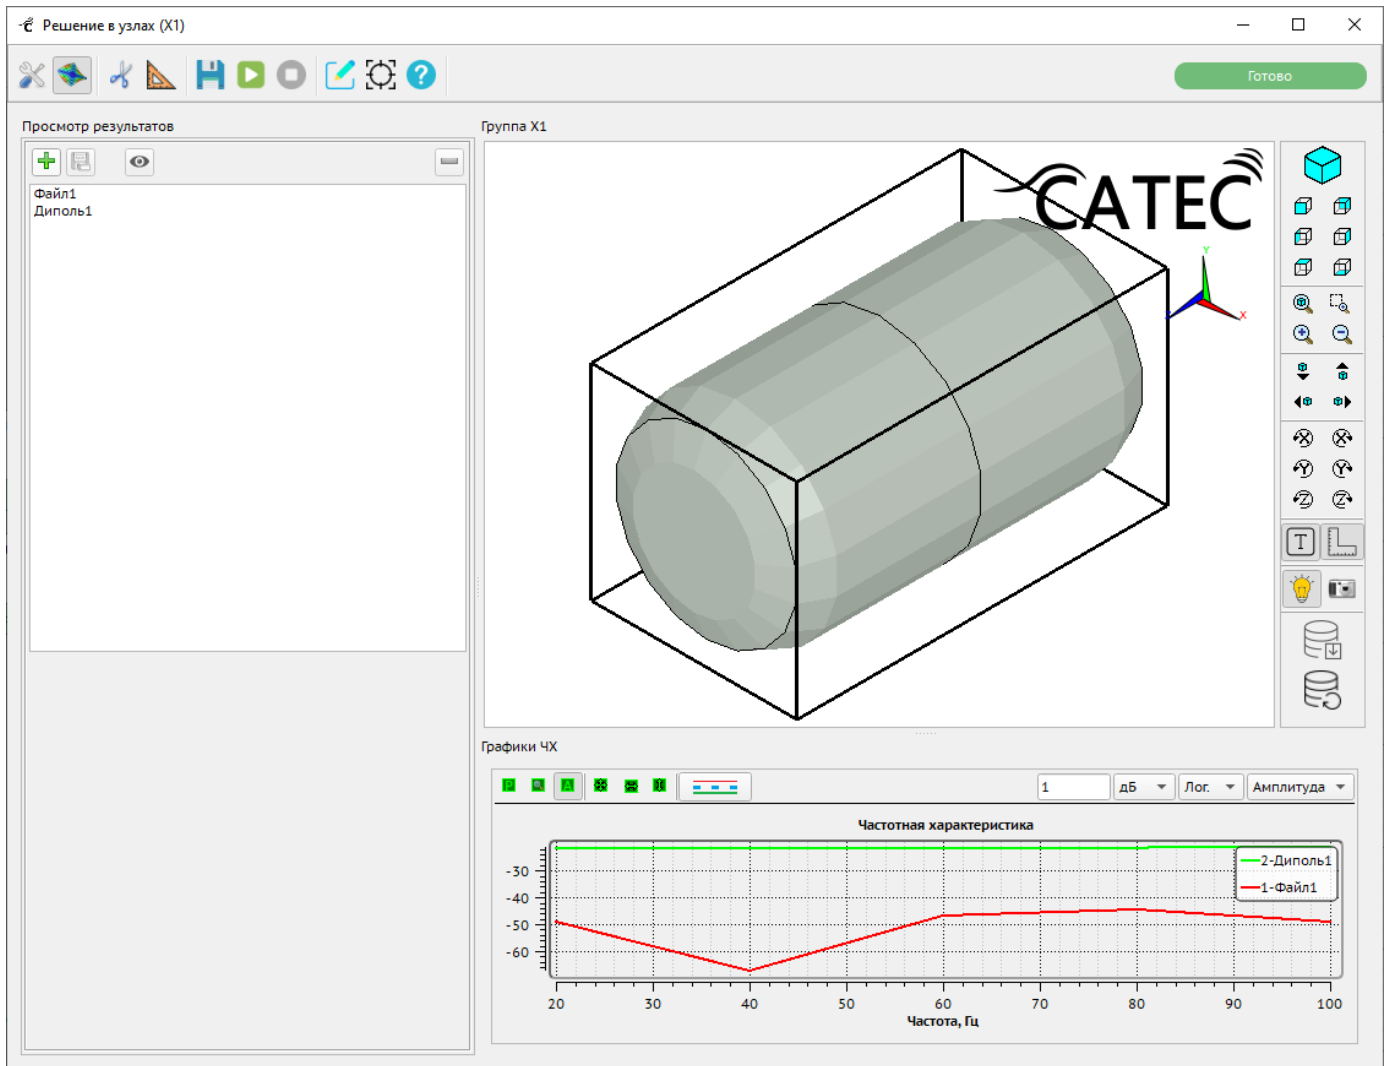 Решение в узлах (X1)
Готово
Просмотр результатов
Файл1
Диполь1
Группа X1
CATEC
Y
X
X
X
Y
Y
Z
Z
T
Графики ЧХ
P
A
1
дБ
Лог.
Амплитуда
Частотная характеристика
2-Диполь1
1-Файл1
-30
-40
-50
-60
20 30 40 50 60 70 80 90 100
Частота, Гц